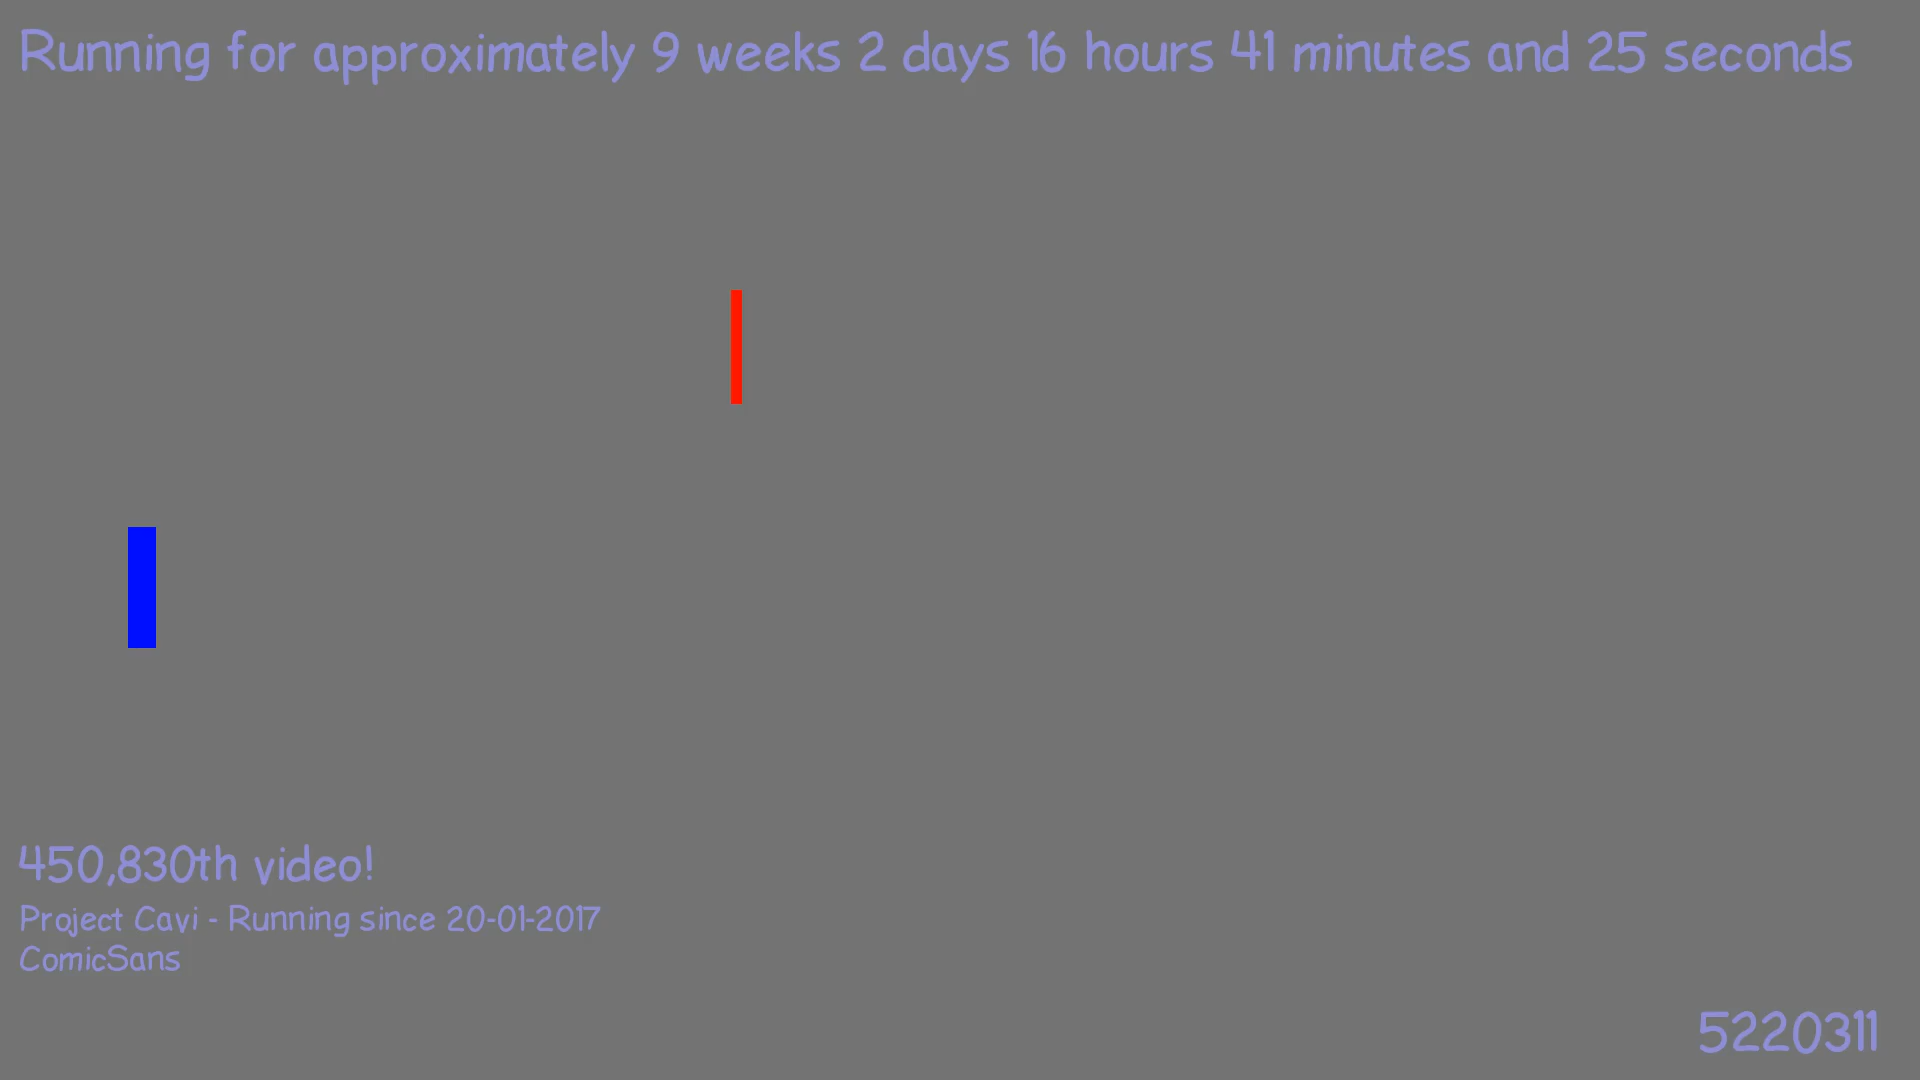 Running for approximately 9 weeks 2 days 16 hours 41 minutes and 25 seconds
450,830th video!
Project Cavi - Running since 20-01-2017
ComicSans
5220311